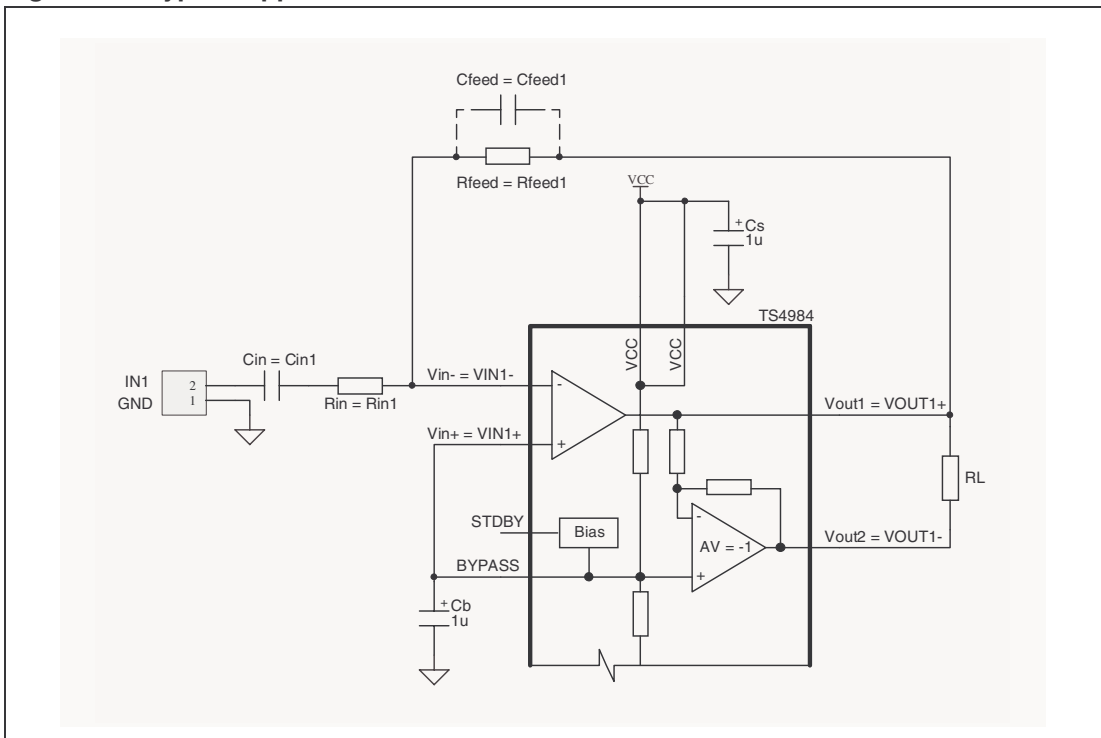 Cfeed = Cfeed1
Rfeed = Rfeed1
VCC
+Cs
1u
TS4984
VCC
VCC
Cin = Cin1
IN1
2
GND
1
Rin = Rin1
Vin- = VIN1-
-
Vout1 = VOUT1+
Vin+ = VIN1+
+
RL
STDBY
Bias
-
AV = -1
Vout2 = VOUT1-
BYPASS
+
+Cb
1u